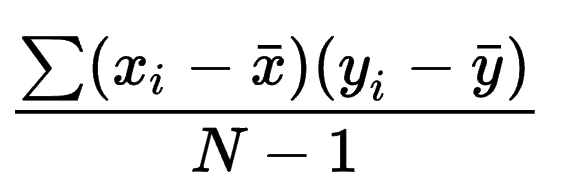 ∑(xᵢ − x̄)(yᵢ − ȳ)
N − 1